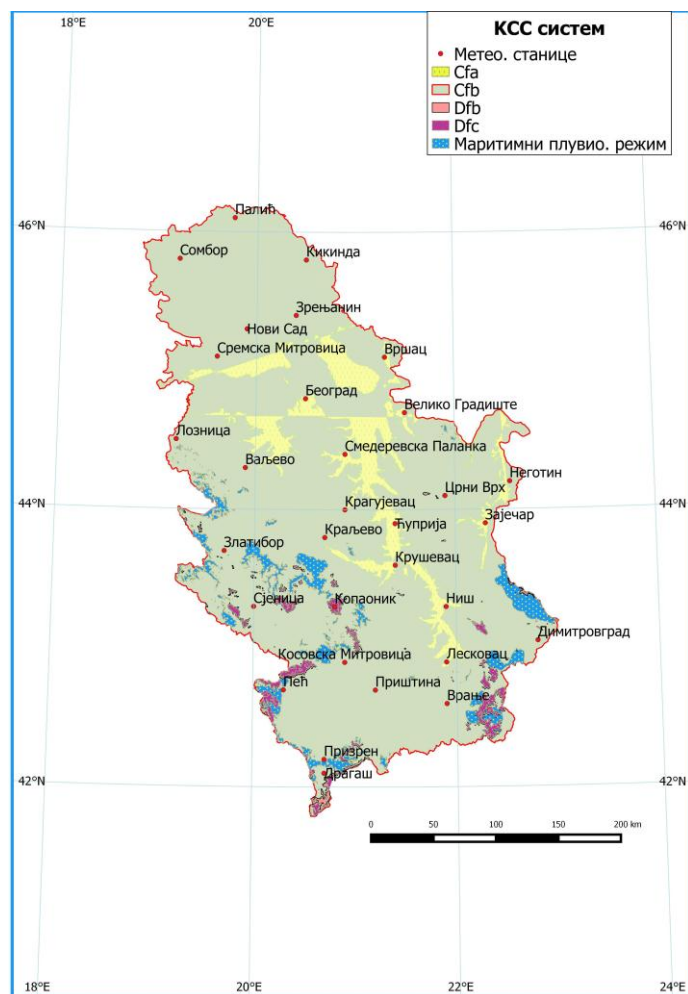 18°E
20°E
КСС систем
Метео. станице
Cfa
Cfb
Dfb
Dfc
Маритимни плувио. режим
46°N
46°N
Палић
Сомбор
Кикинда
Зрењанин
Нови Сад
Сремска Митровица
Вршац
Београд
Велико Градиште
Лозница
Смедеревска Паланка
Ваљево
Неготин
Црни Врх
44°N
44°N
Крагујевац
Ћуприја
Зајечар
Краљево
Златибор
Крушевац
Сјеница
Копаоник
Ниш
Димитровград
Косовска Митровица
Лесковац
Пећ
Приштина
Врање
Призрен
Драгаш
42°N
42°N
0 50 100 150 200 km
18°E
20°E
22°E
24°E